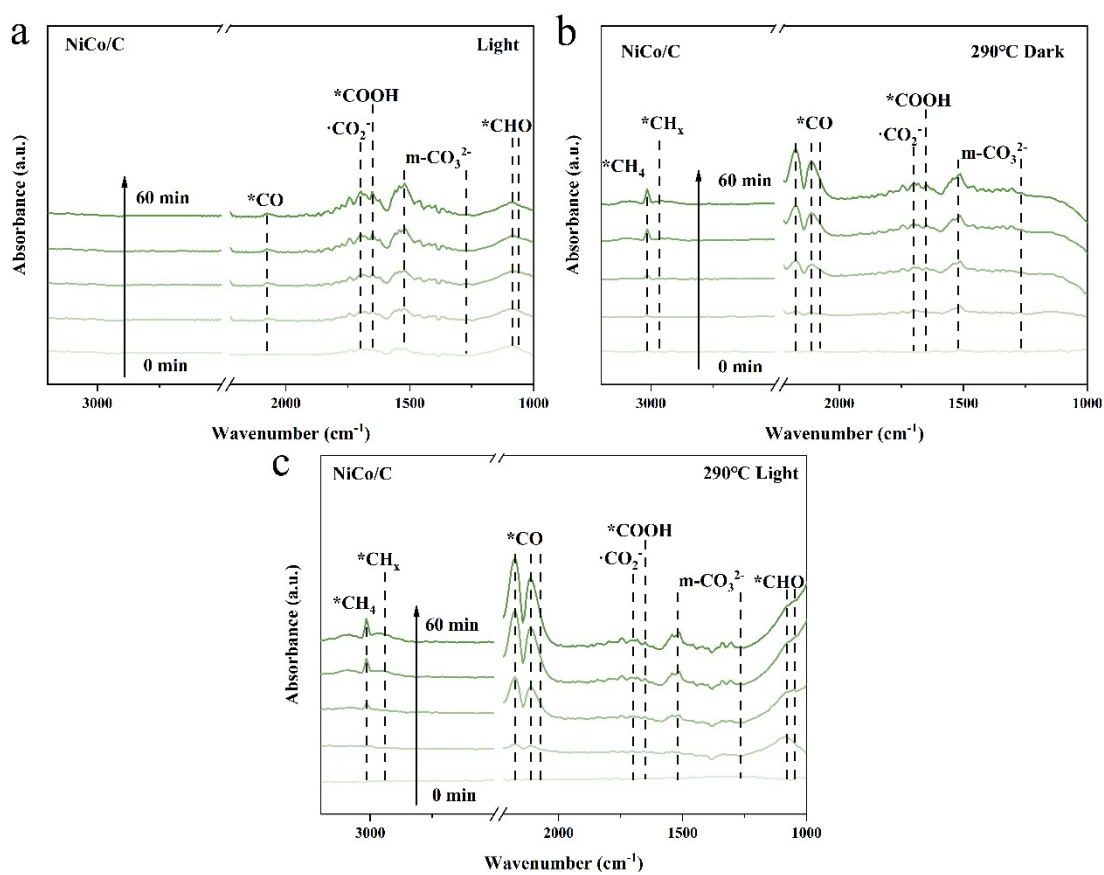 a
NiCo/C
Light
*COOH
·CO₂⁻
*CHO
m-CO₃²⁻
*CO
60 min
0 min
Absorbance (a.u.)
3000
2000
1500
1000
Wavenumber (cm⁻¹)
b
NiCo/C
290°C Dark
*COOH
·CO₂⁻
*CO
*CHₓ
m-CO₃²⁻
*CH₄
60 min
0 min
Absorbance (a.u.)
3000
2000
1500
1000
Wavenumber (cm⁻¹)
c
NiCo/C
290°C Light
*CO
*COOH
·CO₂⁻
*CHₓ
m-CO₃²⁻
*CHO
*CH₄
60 min
0 min
Absorbance (a.u.)
3000
2000
1500
1000
Wavenumber (cm⁻¹)